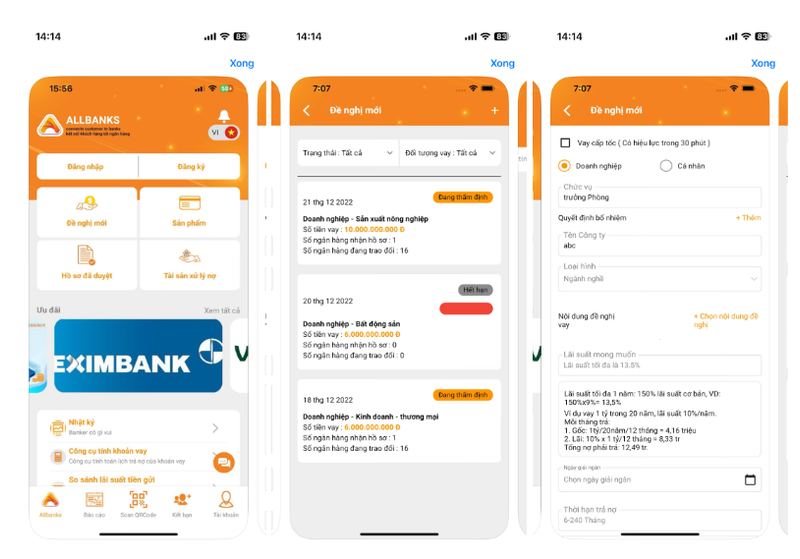 14:14
83
Xong
15:56
59+
ALLBANKS
connects customer to banks
kết nối khách hàng tới ngân hàng
VI
Đăng nhập
Đăng ký
Đề nghị mới
Sản phẩm
Hồ sơ đã duyệt
Tài sản xử lý nợ
Ưu đãi
Xem tất cả
EXIMBANK
V
Nhật ký
Banker có gì vui
Công cụ tính khoản vay
Công cụ tính toán lịch trả nợ của khoản vay
So sánh lãi suất tiền gửi
Allbanks
Báo cáo
Scan QRCode
Kết bạn
Tài khoản
14:14
83
Xong
7:07
Đề nghị mới
+
Trạng thái : Tất cả
Đối tượng vay : Tất cả
21 thg 12 2022
Đang thẩm định
Doanh nghiệp - Sản xuất nông nghiệp
Số tiền vay : 10.000.000.000 Đ
Số ngân hàng nhận hồ sơ : 1
Số ngân hàng đang trao đổi : 16
Hết hạn
20 thg 12 2022
Doanh nghiệp - Bất động sản
Số tiền vay : 6.000.000.000 Đ
Số ngân hàng nhận hồ sơ : 0
Số ngân hàng đang trao đổi : 0
18 thg 12 2022
Đang thẩm định
Doanh nghiệp - Kinh doanh - thương mại
Số tiền vay : 6.000.000.000 Đ
Số ngân hàng nhận hồ sơ : 1
Số ngân hàng đang trao đổi : 16
14:14
83
Xong
7:07
Đề nghị mới
Vay cấp tốc ( Có hiệu lực trong 30 phút )
Doanh nghiệp
Cá nhân
Chức vụ
trưởng Phòng
Quyết định bổ nhiệm
+ Thêm
Tên Công ty
abc
Loại hình
Ngành nghề
Nội dung đề nghị
vay
+ Chọn nội dung đề
nghị
Lãi suất mong muốn
Lãi suất tối đa là 13.5%
Lãi suất tối đa 1 năm: 150% lãi suất cơ bản, VD:
150%x9%= 13,5%
Ví dụ vay 1 tỷ trong 20 năm, lãi suất 10%/năm.
Mỗi tháng trả:
1. Gốc: 1tỷ/20năm/12 tháng = 4,16 triệu
2. Lãi: 10% x 1 tỷ/12 tháng = 8,33 tr
Tổng nợ phải trả: 12,49 tr.
Ngày giải ngân
Chọn ngày giải ngân
Thời hạn trả nợ
6-240 Tháng